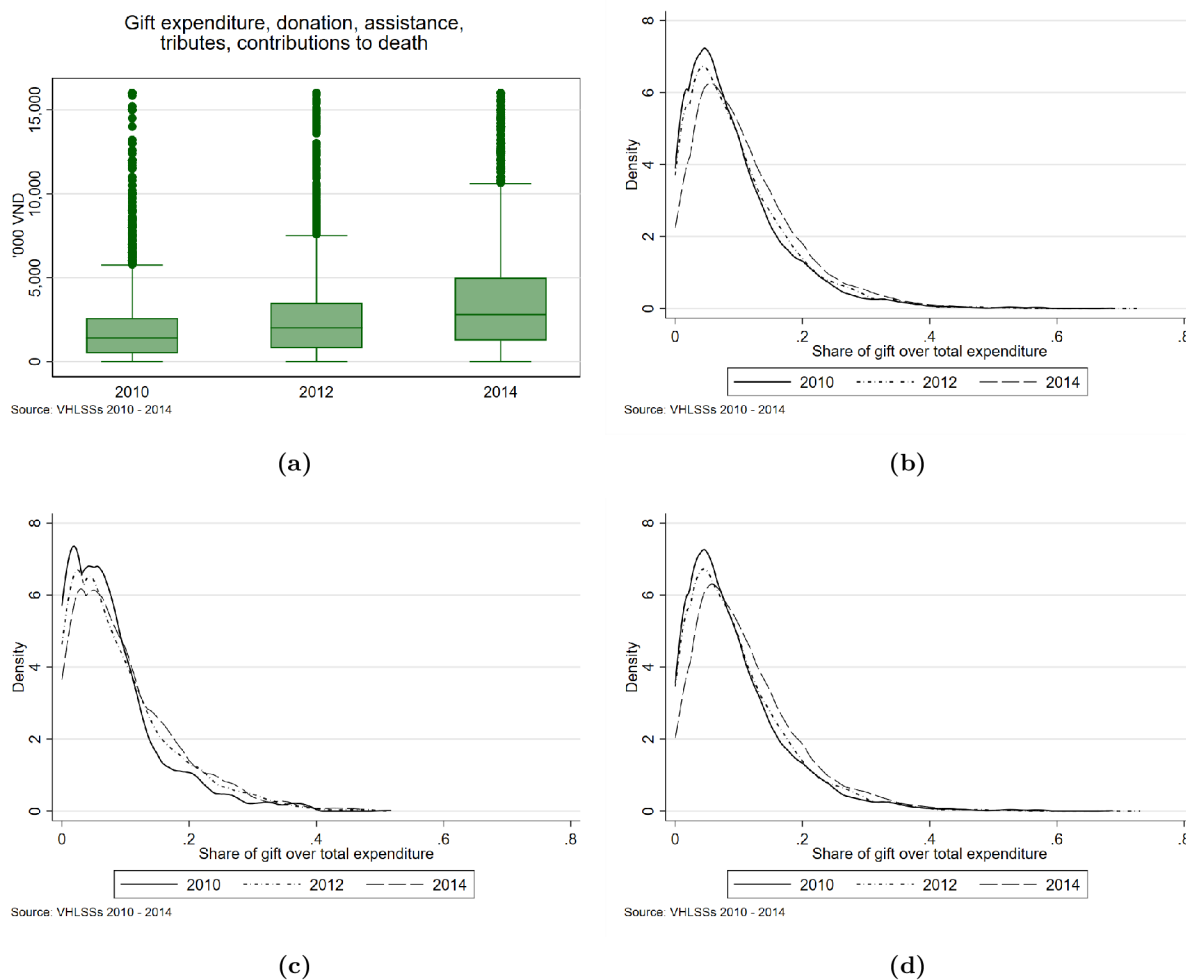 Gift expenditure, donation, assistance,
tributes, contributions to death
'000 VND
15,000
10,000
5,000
0
2010 2012 2014
Source: VHLSSs 2010 - 2014
(a)
Density
8
6
4
2
0
0 .2 .4 .6 .8
Share of gift over total expenditure
2010 2012 2014
Source: VHLSSs 2010 - 2014
(b)
Density
8
6
4
2
0
0 .2 .4 .6 .8
Share of gift over total expenditure
2010 2012 2014
Source: VHLSSs 2010 - 2014
(c)
Density
8
6
4
2
0
0 .2 .4 .6 .8
Share of gift over total expenditure
2010 2012 2014
Source: VHLSSs 2010 - 2014
(d)